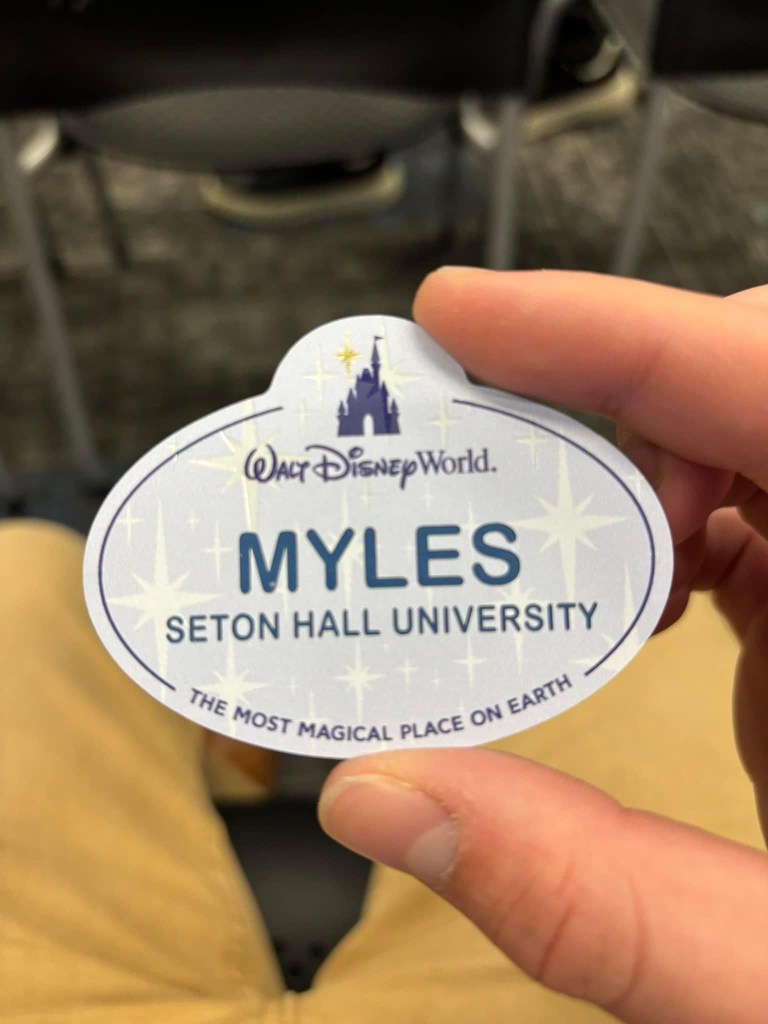 Walt Disney World.
MYLES
SETON HALL UNIVERSITY
THE MOST MAGICAL PLACE ON EARTH